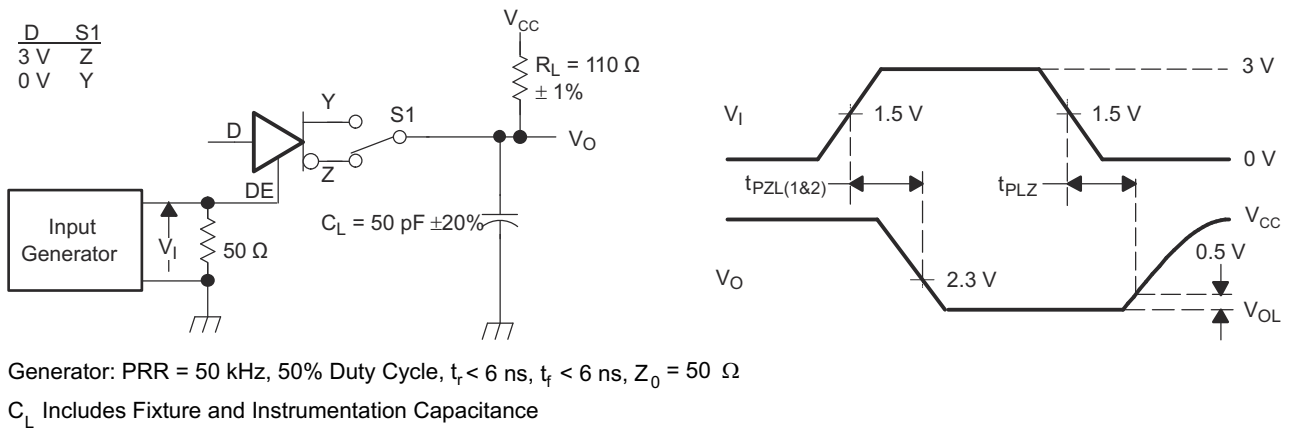 D S1
3 V Z
0 V Y
V_CC
R_L = 110 Ω
± 1%
Y
S1
D
V_O
Z
DE
Input
Generator
V_I
50 Ω
C_L = 50 pF ±20%
3 V
V_I
1.5 V
1.5 V
0 V
t_PZL(1&2)
t_PLZ
V_CC
0.5 V
V_O
2.3 V
V_OL
Generator: PRR = 50 kHz, 50% Duty Cycle, t_r < 6 ns, t_f < 6 ns, Z_0 = 50 Ω
C_L Includes Fixture and Instrumentation Capacitance